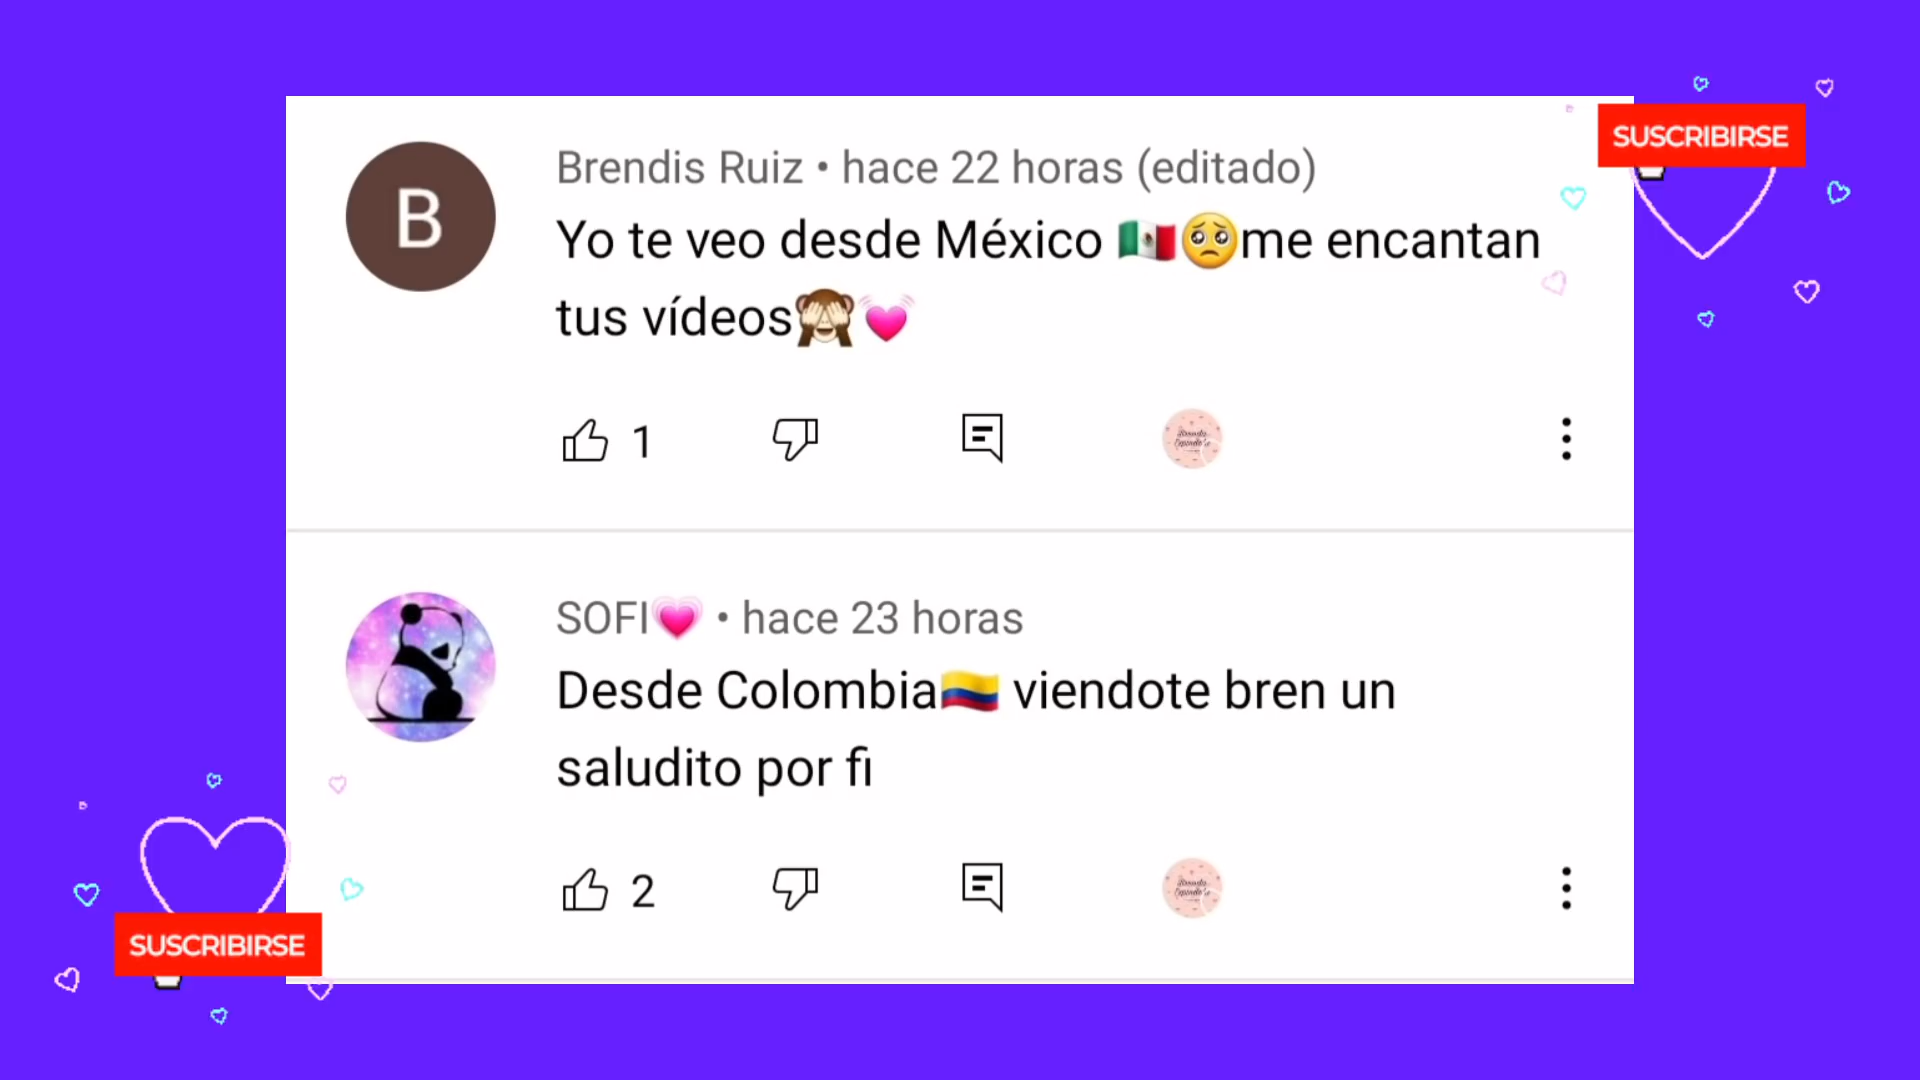 SUSCRIBIRSE
B
Brendis Ruiz • hace 22 horas (editado)
Yo te veo desde México 🇲🇽🥺me encantan
tus vídeos🙈💓
1
SOFI💗 • hace 23 horas
Desde Colombia🇨🇴 viendote bren un
saludito por fi
2
SUSCRIBIRSE